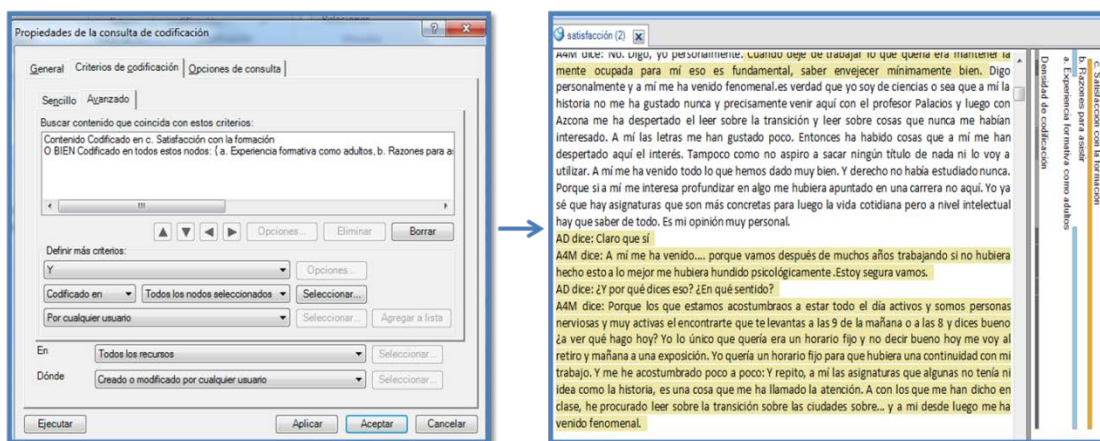 Propiedades de la consulta de codificación
General
Criterios de codificación
Opciones de consulta
Sencillo
Avanzado
Buscar contenido que coincida con estos criterios:
Contenido Codficado en c. Satisfacción con la formación
O BIEN Codificado en todos estos nodos: { a. Experiencia formativa como adultos, b. Razones para as
Opciones...
Eliminar
Borrar
Definir más criterios:
Y
Opciones...
Codificado en
Todos los nodos seleccionados
Seleccionar...
Por cualquier usuario
Seleccionar...
Agregar a lista
En
Todos los recursos
Seleccionar...
Dónde
Creado o modificado por cualquier usuario
Seleccionar...
Ejecutar
Aplicar
Aceptar
Cancelar
satisfacción (2)
A4M dice: No. Digo, yo personalmente. Cuando deje de trabajar lo que quería era mantener la
mente ocupada para mí eso es fundamental, saber envejecer mínimamente bien. Digo
personalmente y a mí me ha venido fenomenal.es verdad que yo soy de ciencias o sea que a mí la
historia no me ha gustado nunca y precisamente venir aquí con el profesor Palacios y luego con
Azcona me ha despertado el leer sobre la transición y leer sobre cosas que nunca me habían
interesado. A mí las letras me han gustado poco. Entonces ha habido cosas que a mí me han
despertado aquí el interés. Tampoco como no aspiro a sacar ningún título de nada ni lo voy a
utilizar. A mí me ha venido todo lo que hemos dado muy bien. Y derecho no había estudiado nunca.
Porque si a mí me interesa profundizar en algo me hubiera apuntado en una carrera no aquí. Yo ya
sé que hay asignaturas que son más concretas para luego la vida cotidiana pero a nivel intelectual
hay que saber de todo. Es mi opinión muy personal.
AD dice: Claro que sí
A4M dice: A mí me ha venido.... porque vamos después de muchos años trabajando si no hubiera
hecho esto a lo mejor me hubiera hundido psicológicamente .Estoy segura vamos.
AD dice: ¿Y por qué dices eso? ¿En qué sentido?
A4M dice: Porque los que estamos acostumbraos a estar todo el día activos y somos personas
nerviosas y muy activas el encontrarte que te levantas a las 9 de la mañana o a las 8 y dices bueno
¿a ver qué hago hoy? Yo lo único que quería era un horario fijo y no decir bueno hoy me voy al
retiro y mañana a una exposición. Yo quería un horario fijo para que hubiera una continuidad con mi
trabajo. Y me he acostumbrado poco a poco: Y repito, a mí las asignaturas que algunas no tenía ni
idea como la historia, es una cosa que me ha llamado la atención. A con los que me han dicho en
clase, he procurado leer sobre la transición sobre las ciudades sobre... y a mi desde luego me ha
venido fenomenal.
Densidad de codificación
a. Experiencia formativa como adultos
b. Razones para asistir
c. Satisfacción con la formación